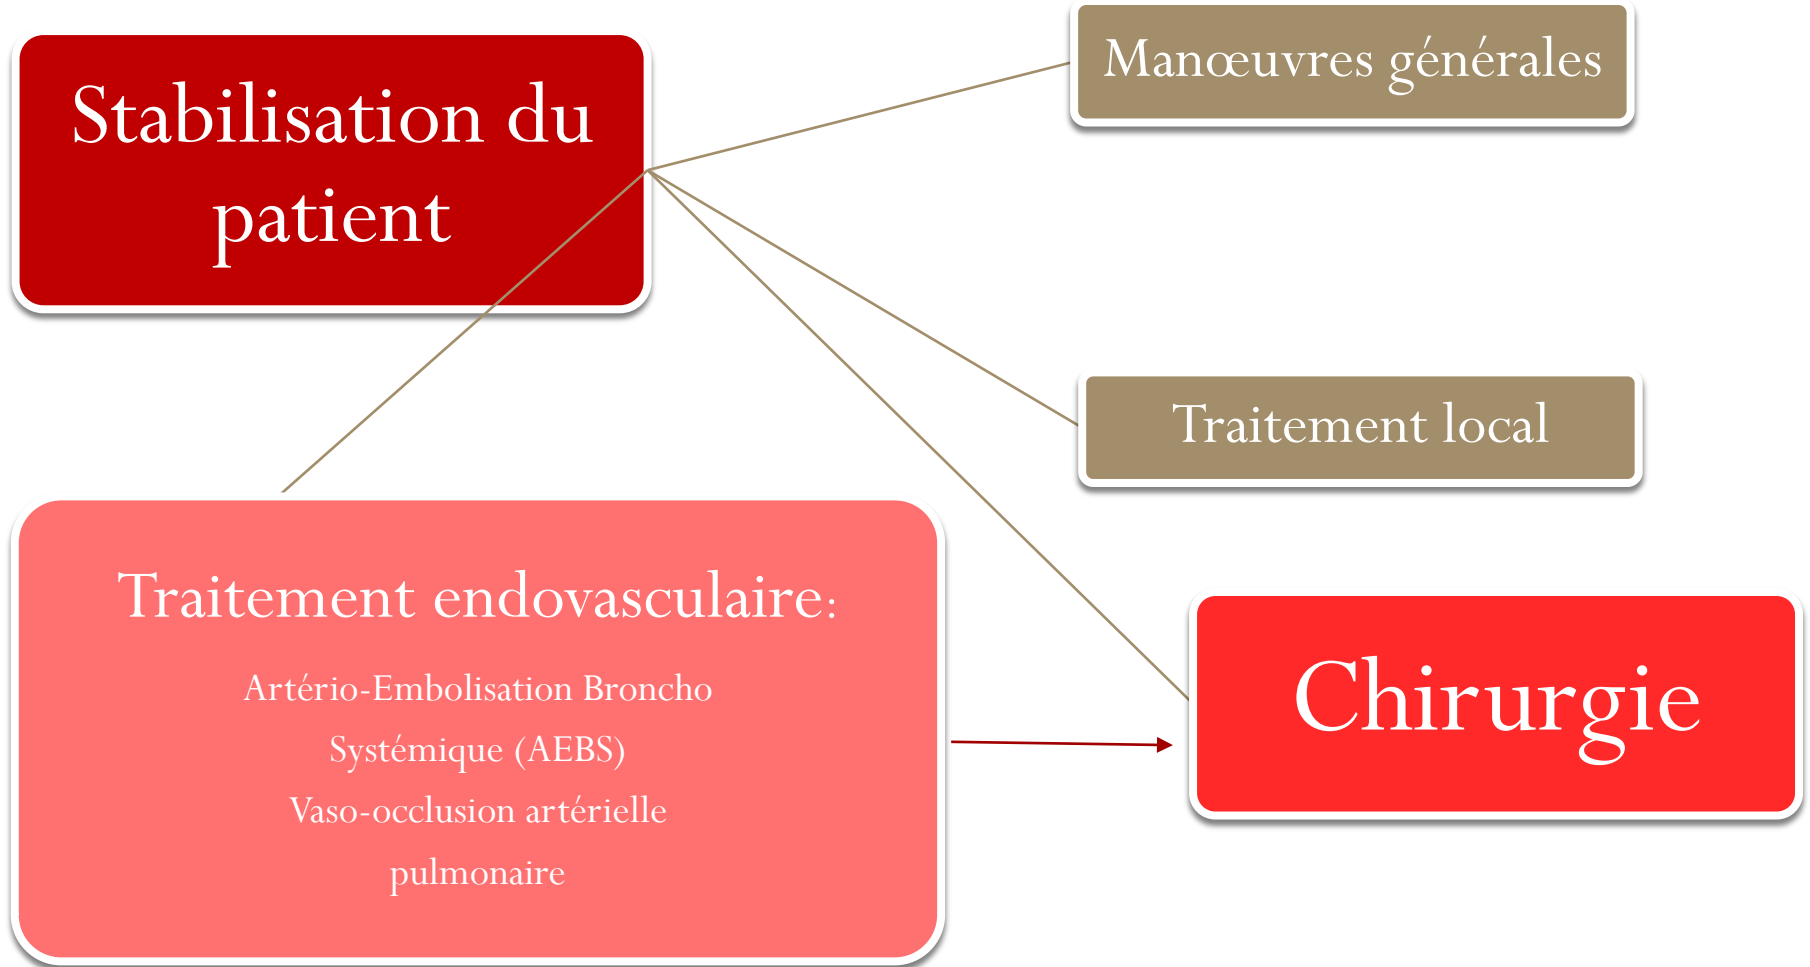 Manœuvres générales
Stabilisation du
patient
Traitement local
Traitement endovasculaire:
Artério-Embolisation Broncho
Systémique (AEBS)
Vaso-occlusion artérielle
pulmonaire
Chirurgie